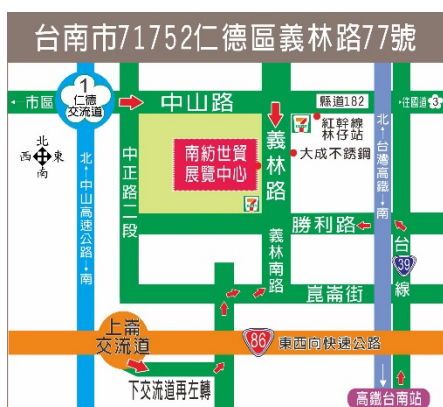 台南市71752仁德區義林路77號
市區
1
仁德
交流道
中山路
縣道182
往國道3
北
西 東
南
紅幹線
林仔站
大成不銹鋼
南紡世貿
展覽中心
義林路
中正路二段
北←中山高速公路→南
北←台灣高鐵→南
勝利路
義林南路
台39線
崑崙街
上崙
交流道
86 東西向快速公路
下交流道再左轉
高鐵台南站